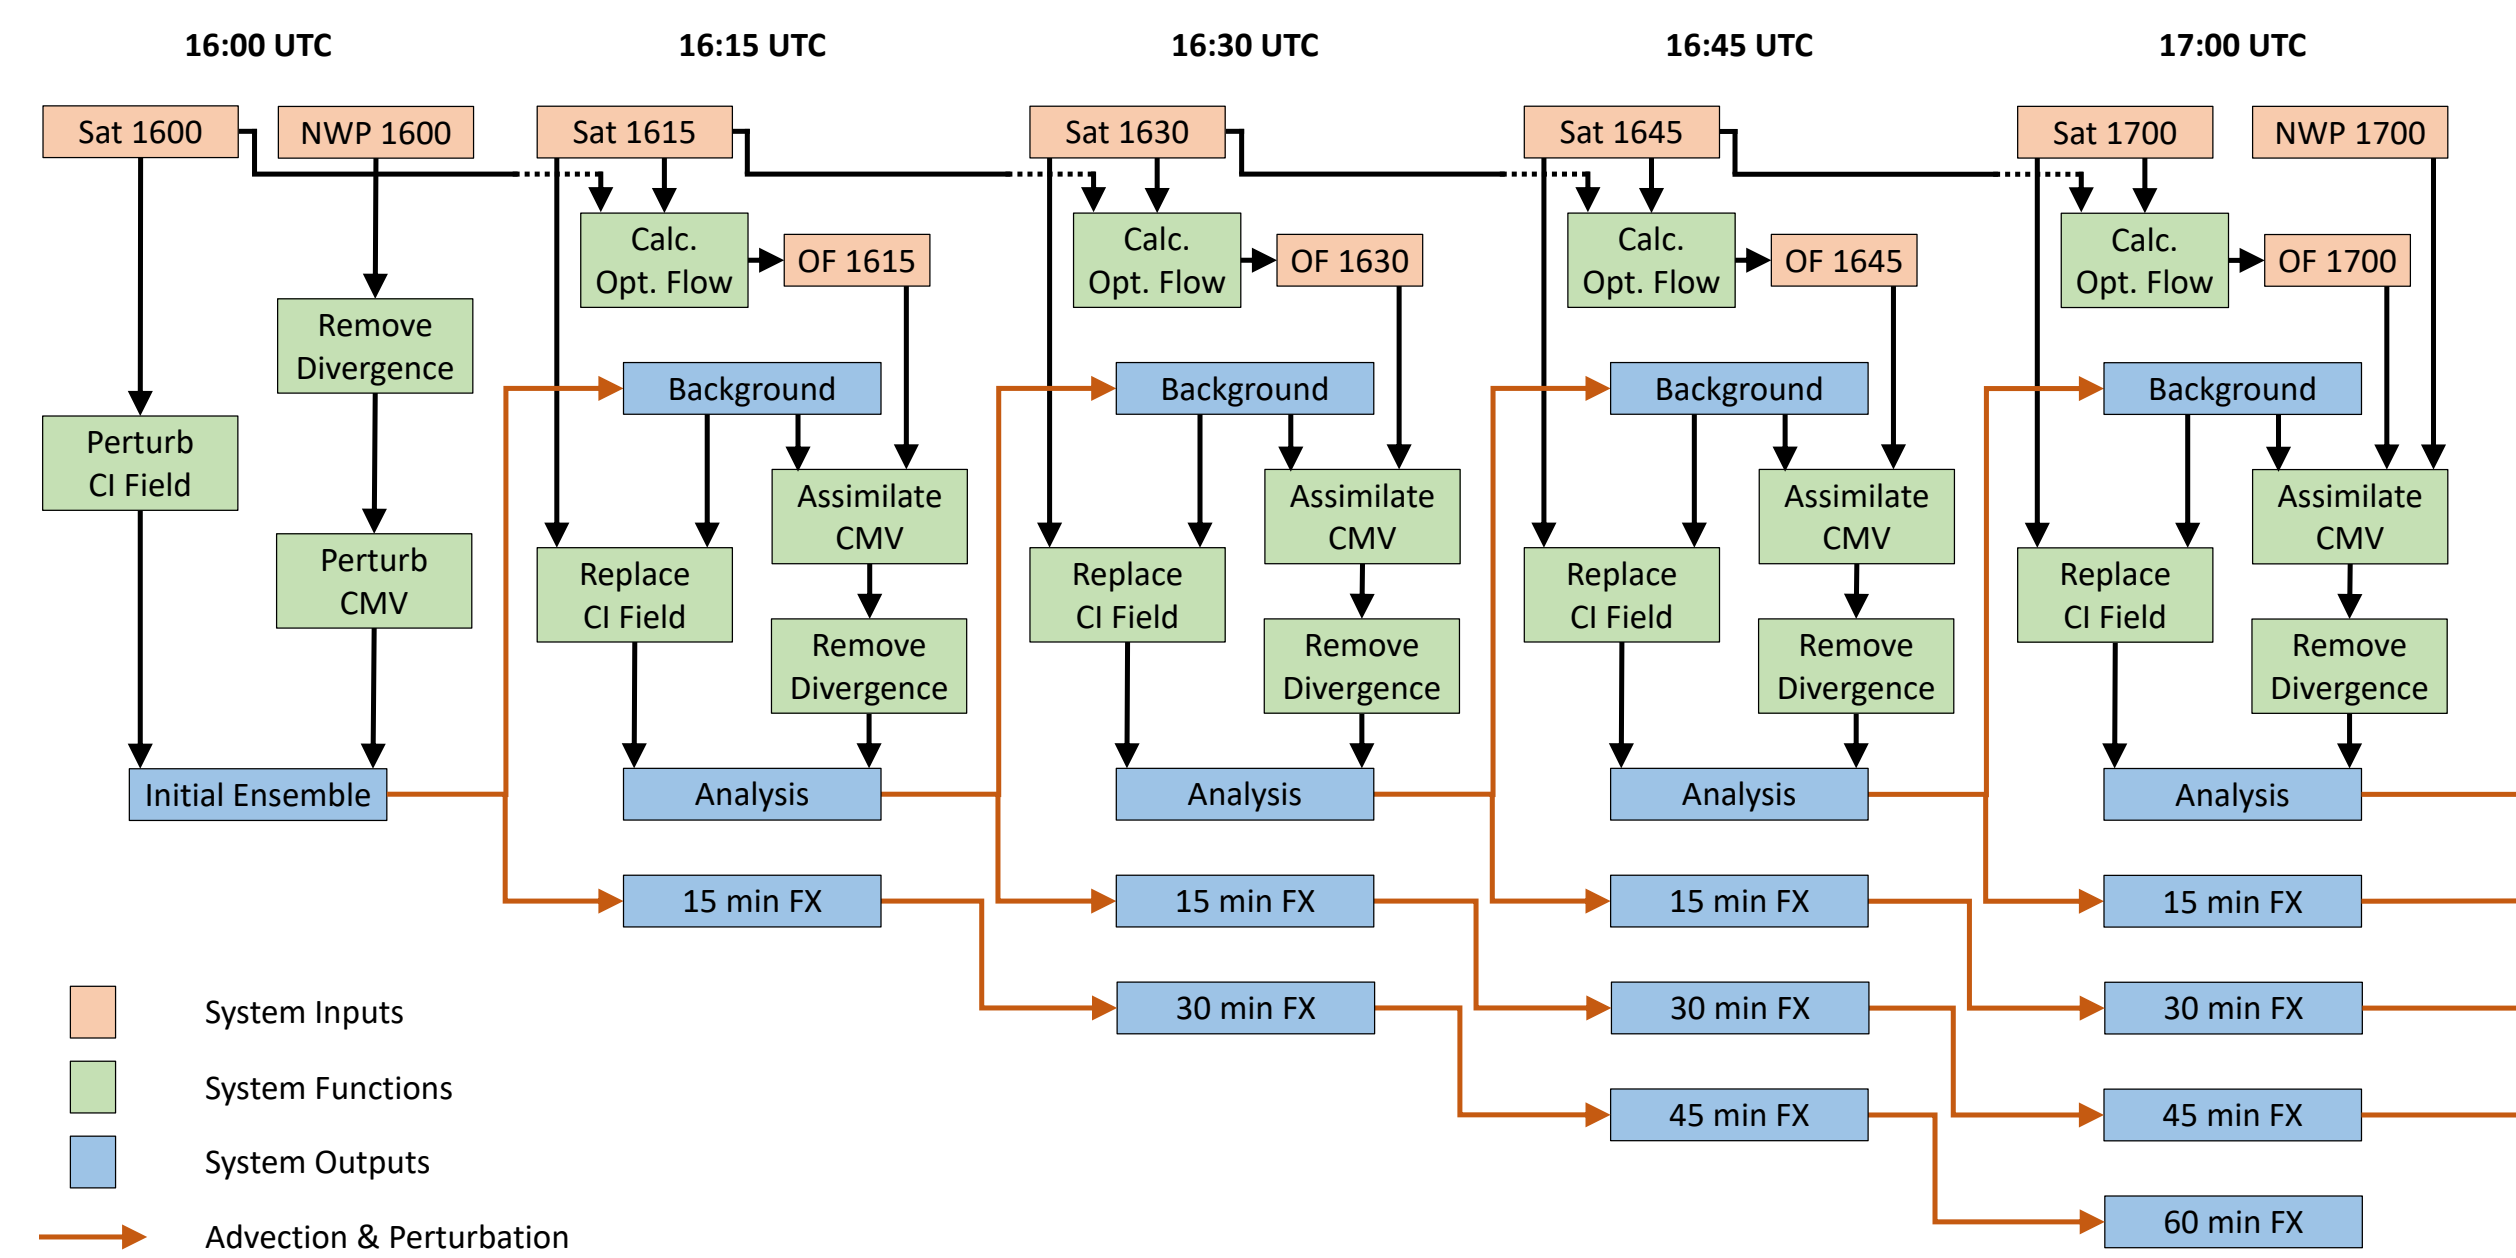 16:00 UTC
16:15 UTC
16:30 UTC
16:45 UTC
17:00 UTC
Sat 1600
NWP 1600
Sat 1615
Sat 1630
Sat 1645
Sat 1700
NWP 1700
Calc.
Opt. Flow
OF 1615
Calc.
Opt. Flow
OF 1630
Calc.
Opt. Flow
OF 1645
Calc.
Opt. Flow
OF 1700
Remove
Divergence
Background
Background
Background
Background
Perturb
CI Field
Assimilate
CMV
Assimilate
CMV
Assimilate
CMV
Assimilate
CMV
Perturb
CMV
Replace
CI Field
Replace
CI Field
Replace
CI Field
Replace
CI Field
Remove
Divergence
Remove
Divergence
Remove
Divergence
Remove
Divergence
Initial Ensemble
Analysis
Analysis
Analysis
Analysis
15 min FX
15 min FX
15 min FX
15 min FX
30 min FX
30 min FX
30 min FX
45 min FX
45 min FX
60 min FX
System Inputs
System Functions
System Outputs
Advection & Perturbation